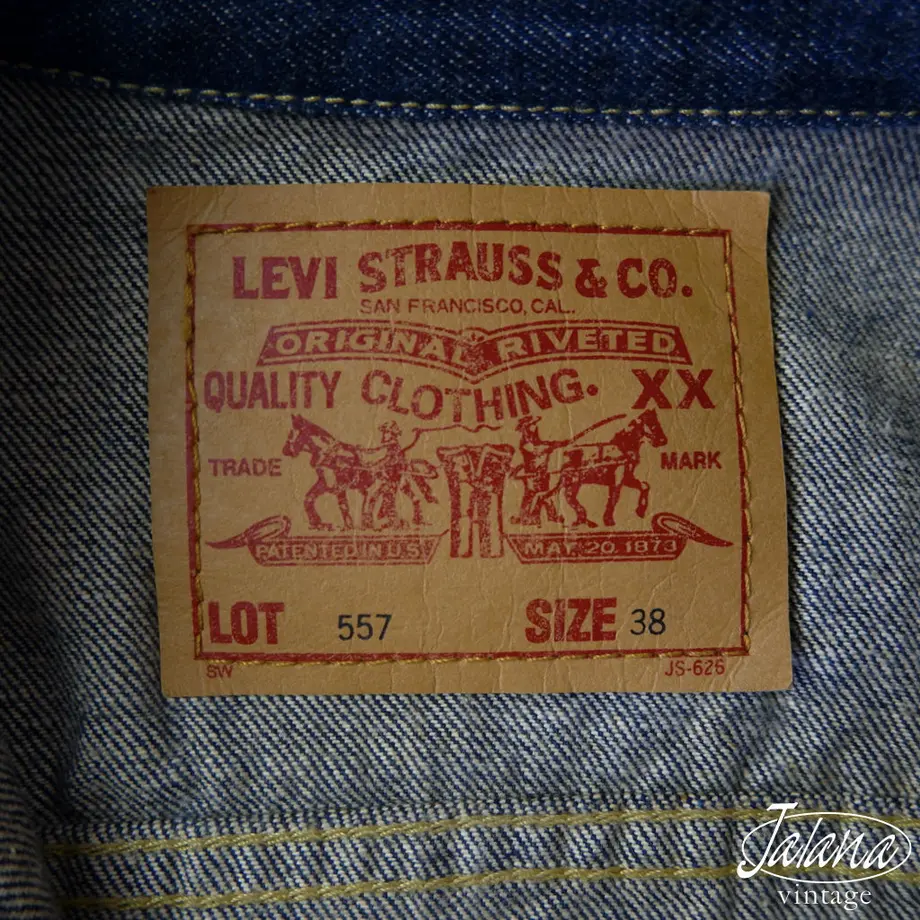 LEVI STRAUSS & CO.
SAN FRANCISCO, CAL.
ORIGINAL RIVETED
QUALITY CLOTHING. XX
TRADE MARK
PATENTED IN U.S. MAY 20 1873
LOT 557 SIZE 38
SW JS-626
Jalana
vintage